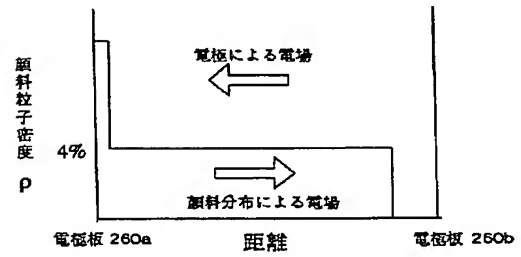 顔料粒子密度
ρ
4%
電極による電場
顔料分布による電場
電極板 260a
距離
電極板 260b